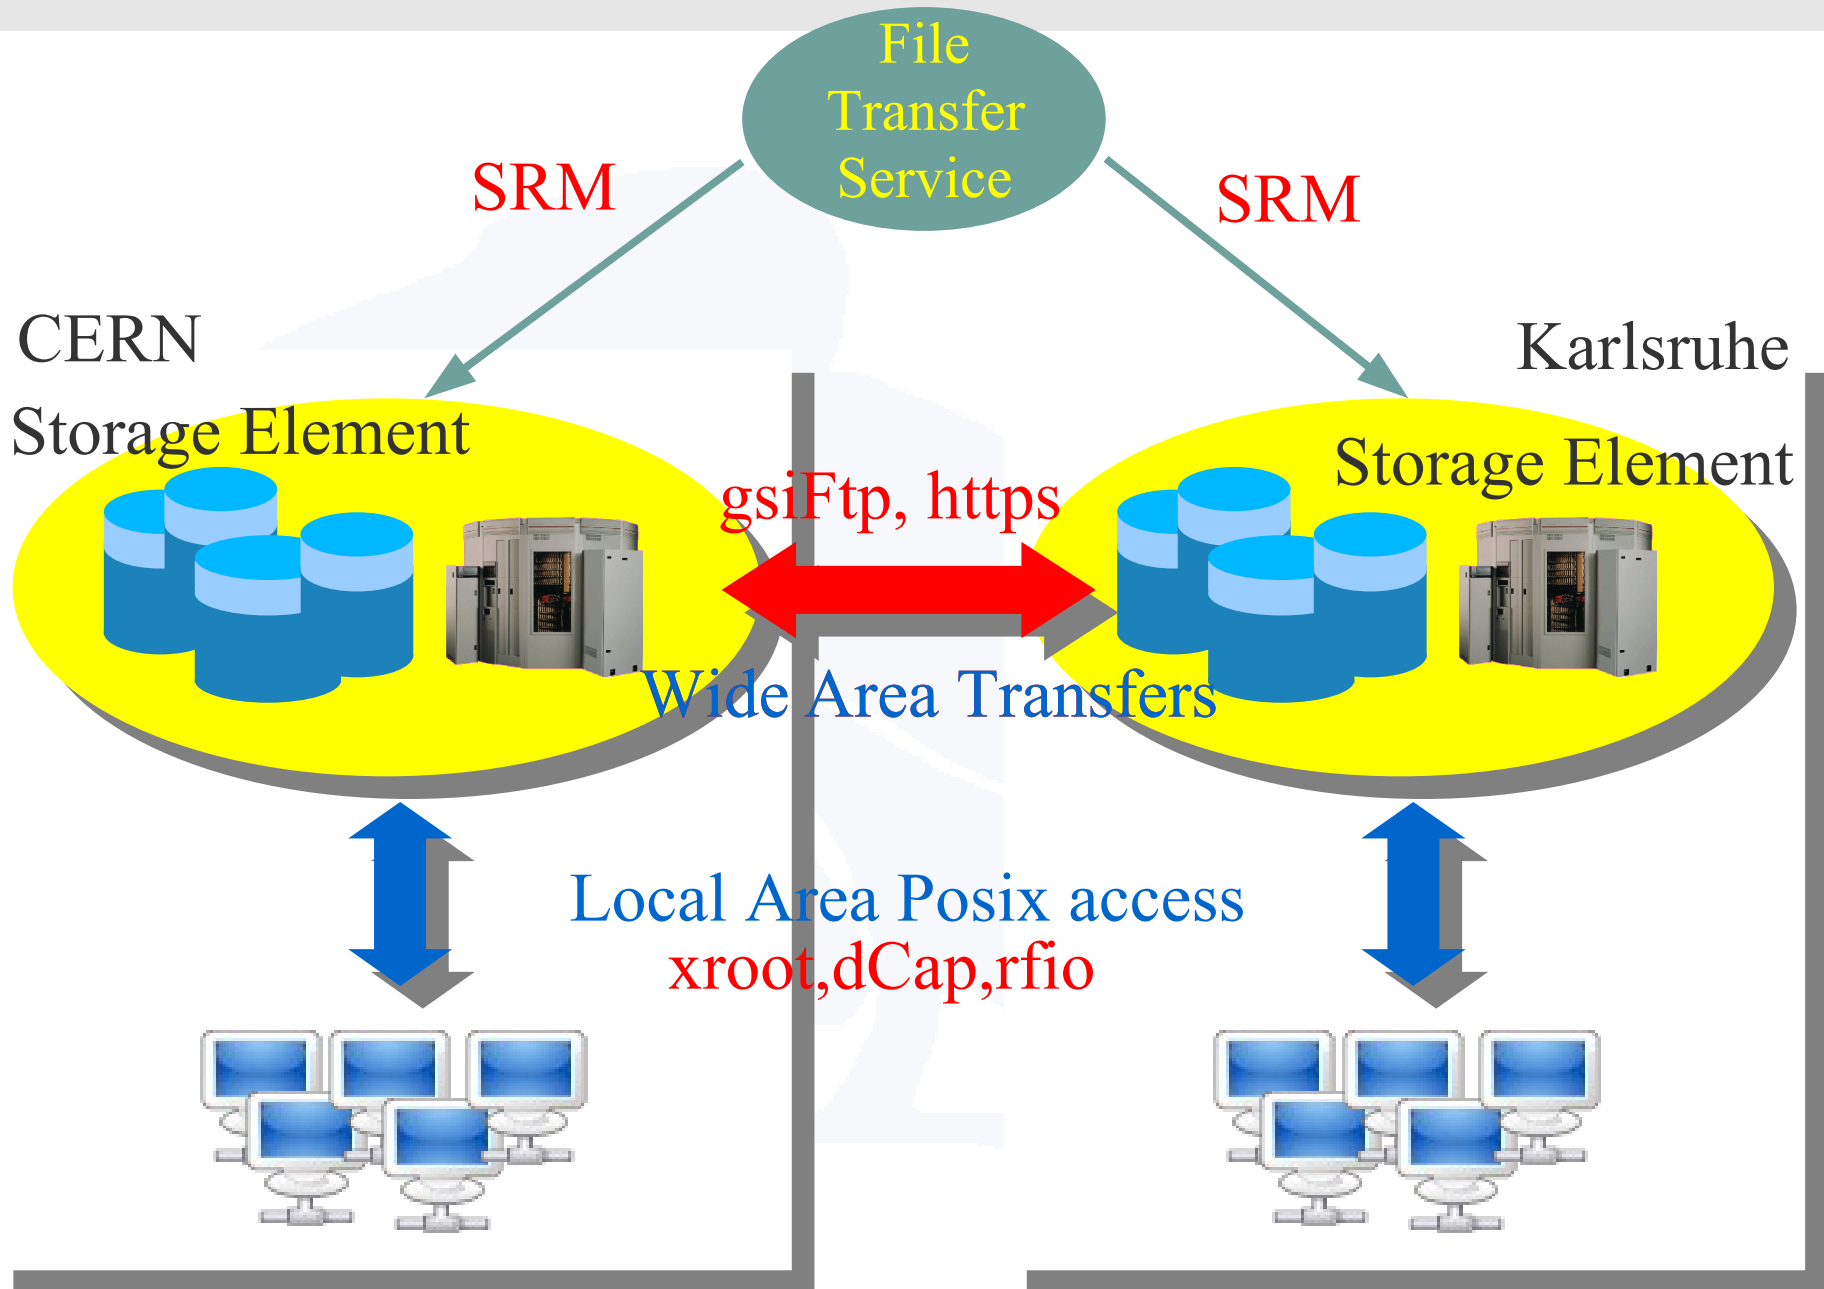 File
Transfer
Service
SRM
SRM
CERN
Karlsruhe
Storage Element
Storage Element
gsiFtp, https
Wide Area Transfers
Local Area Posix access
xroot,dCap,rfio